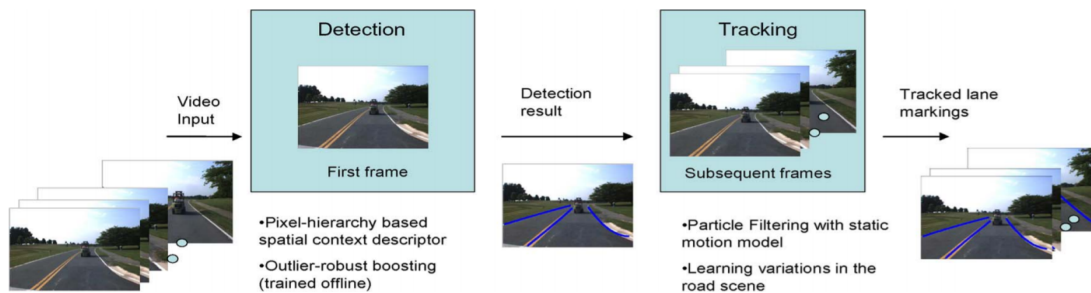 Detection
Tracking
Video
Input
Detection
result
Tracked lane
markings
First frame
Subsequent frames
•Pixel-hierarchy based
spatial context descriptor
•Outlier-robust boosting
(trained offline)
•Particle Filtering with static
motion model
•Learning variations in the
road scene